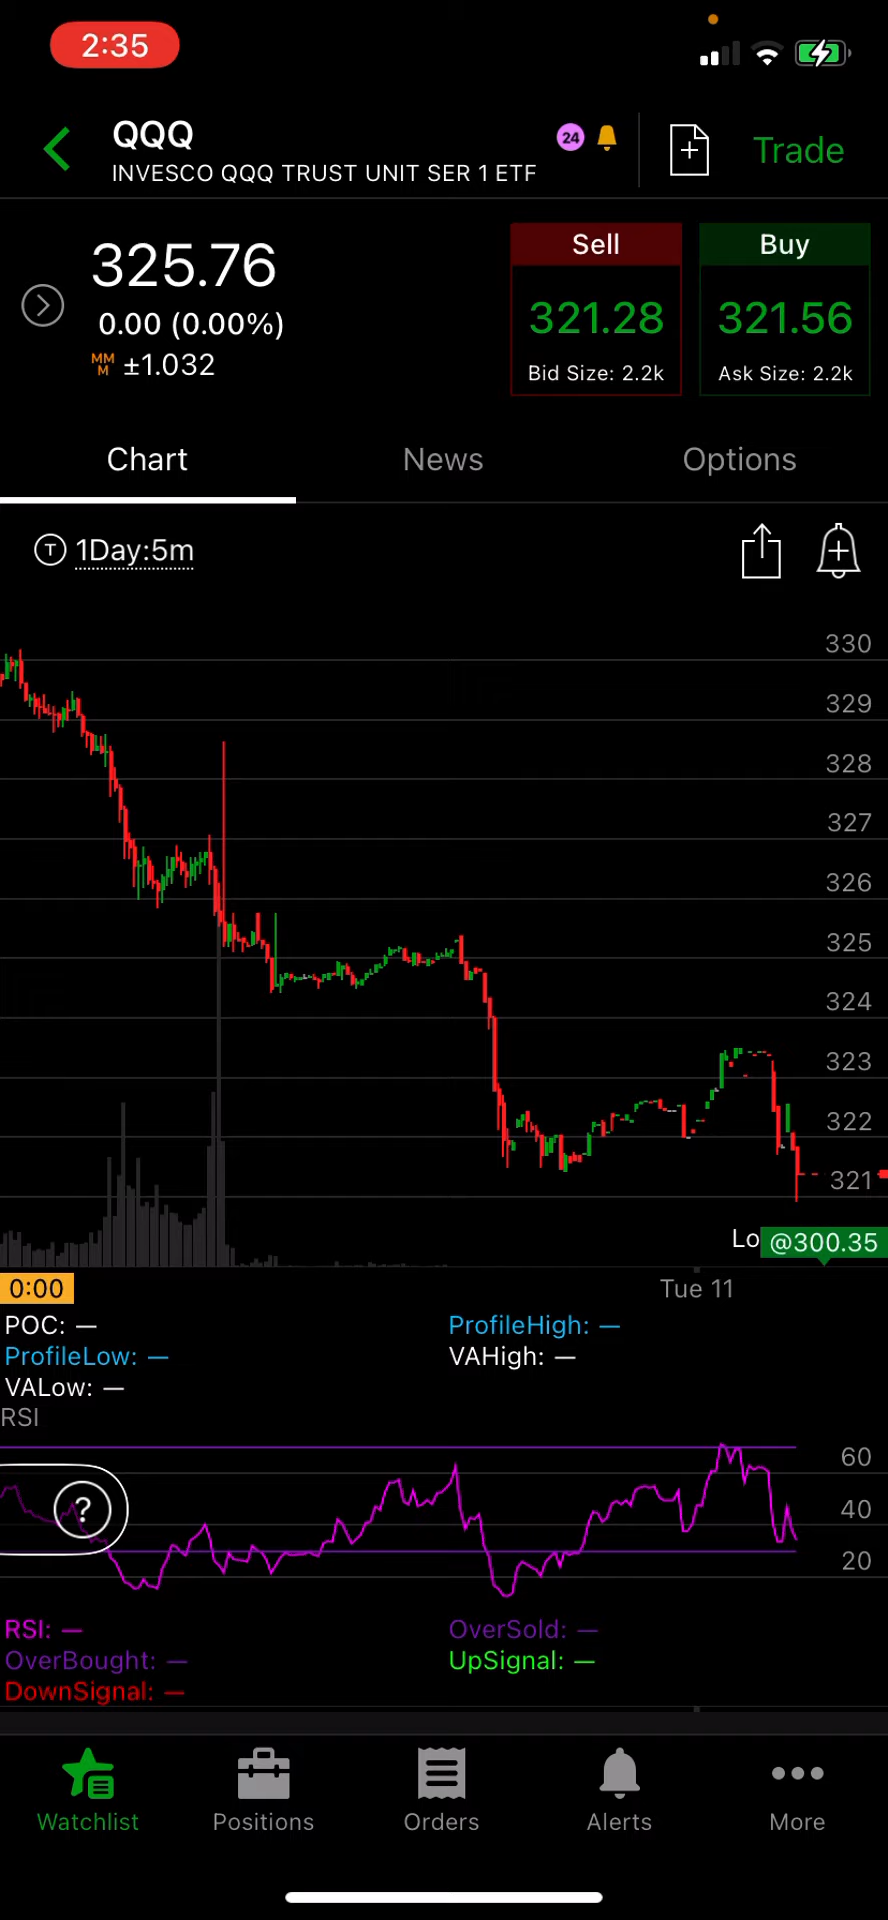 2:35
QQQ
24
INVESCO QQQ TRUST UNIT SER 1 ETF
Trade
325.76
0.00 (0.00%)
MMM ±1.032
Sell
321.28
Bid Size: 2.2k
Buy
321.56
Ask Size: 2.2k
Chart
News
Options
T 1Day:5m
330
329
328
327
326
325
324
323
322
321
Lo
@300.35
0:00
Tue 11
POC: —
ProfileHigh: —
ProfileLow: —
VAHigh: —
VALow: —
RSI
60
40
20
?
RSI: —
OverSold: —
OverBought: —
UpSignal: —
DownSignal: —
Watchlist
Positions
Orders
Alerts
More